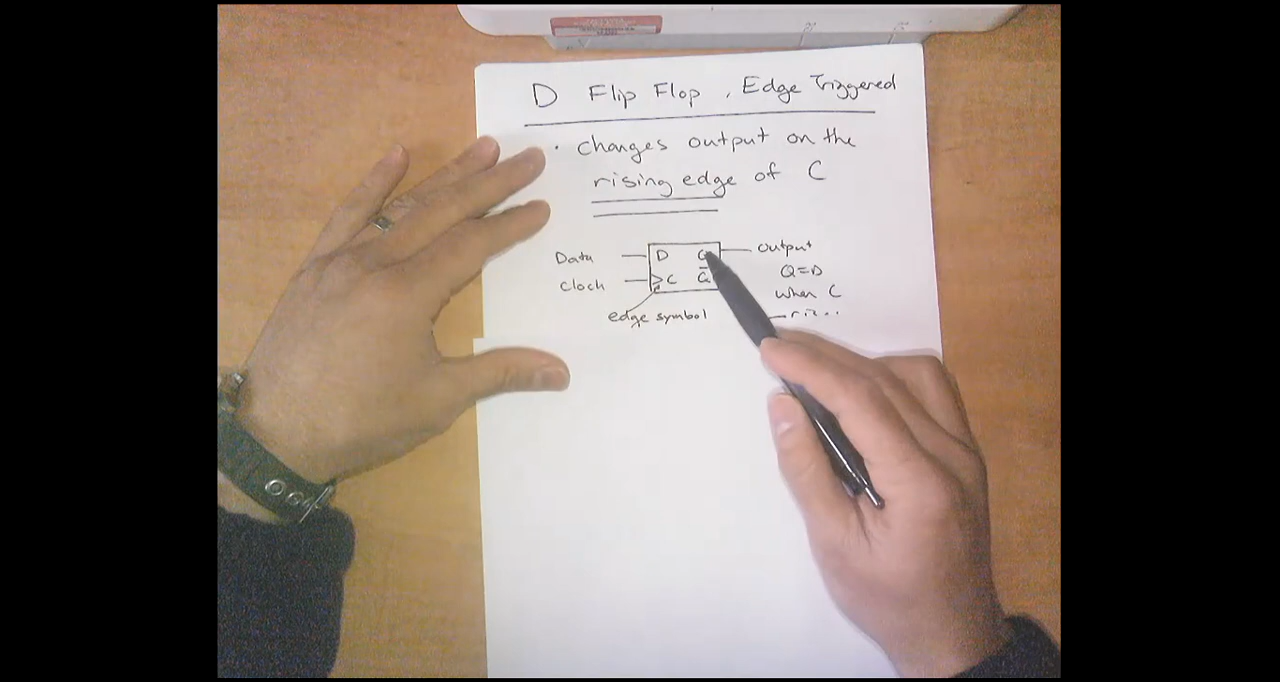 D Flip Flop, Edge Triggered
• changes output on the
rising edge of C
Data D Q output
Clock > C Q̅ Q=D
when C
edge symbol